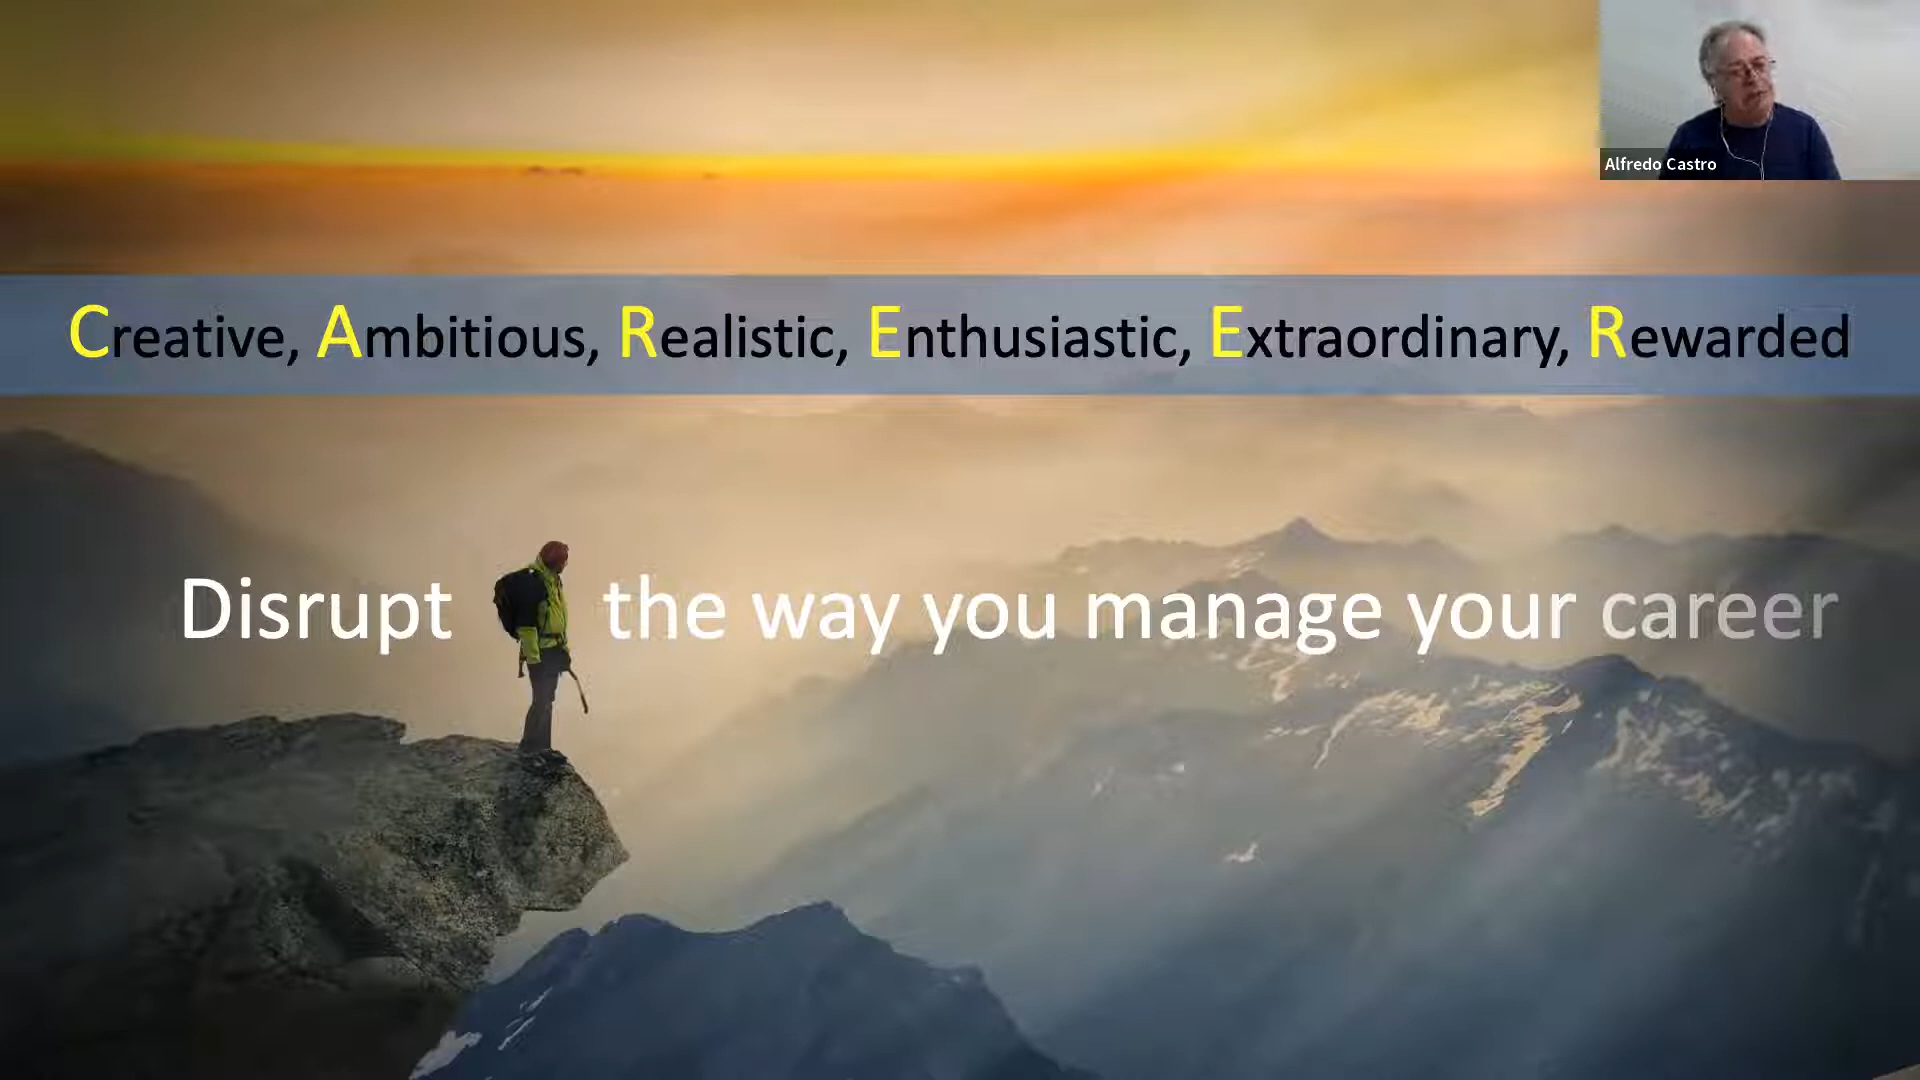 Alfredo Castro
Creative, Ambitious, Realistic, Enthusiastic, Extraordinary, Rewarded
Disrupt the way you manage your career